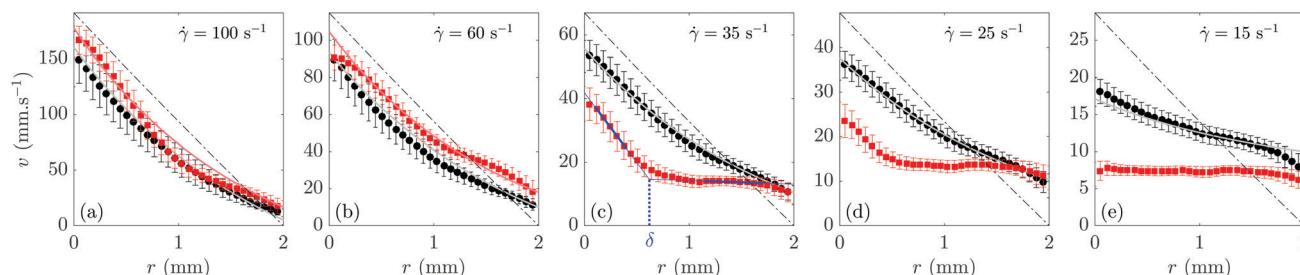 γ̇ = 100 s⁻¹
150
100
50
0
v (mm.s⁻¹)
(a)
0 1 2
r (mm)
γ̇ = 60 s⁻¹
100
80
60
40
20
0
(b)
0 1 2
r (mm)
γ̇ = 35 s⁻¹
60
40
20
0
(c)
δ
0 1 2
r (mm)
γ̇ = 25 s⁻¹
40
30
20
10
0
(d)
0 1 2
r (mm)
γ̇ = 15 s⁻¹
25
20
15
10
5
0
(e)
0 1 2
r (mm)